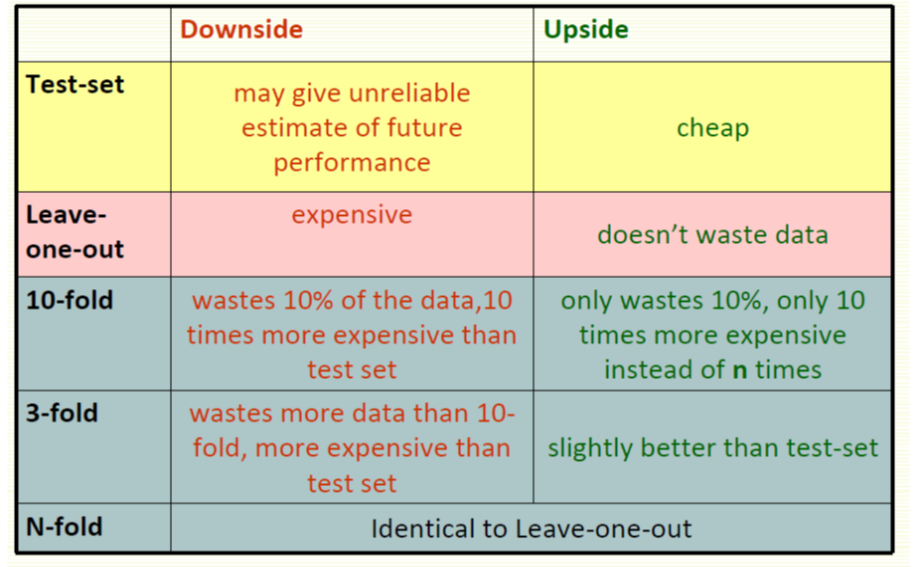 Downside Upside
Test-set
may give unreliable
estimate of future
performance
cheap
Leave-
one-out
expensive
doesn't waste data
10-fold
wastes 10% of the data,10
times more expensive than
test set
only wastes 10%, only 10
times more expensive
instead of n times
3-fold
wastes more data than 10-
fold, more expensive than
test set
slightly better than test-set
N-fold
Identical to Leave-one-out